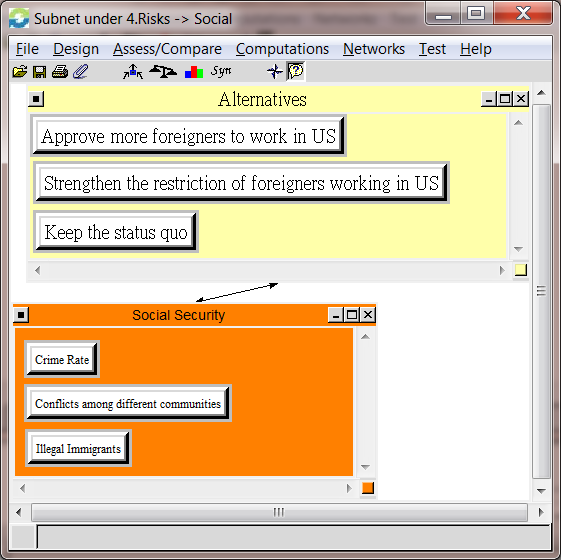 Subnet under 4.Risks -> Social
File Design Assess/Compare Computations Networks Test Help
Syn
Alternatives
Approve more foreigners to work in US
Strengthen the restriction of foreigners working in US
Keep the status quo
Social Security
Crime Rate
Conflicts among different communities
Illegal Immigrants